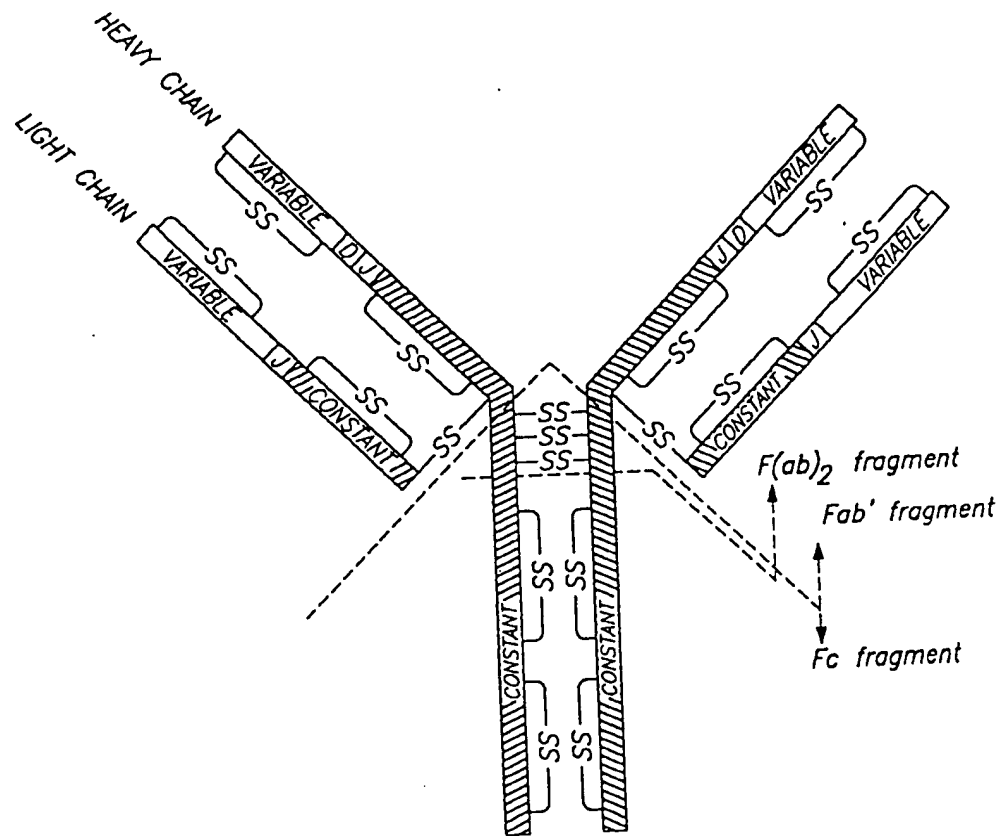 HEAVY CHAIN
LIGHT CHAIN
VARIABLE
D
J
SS
SS
VARIABLE
J
CONSTANT
SS
SS
SS
VARIABLE
D
J
SS
SS
VARIABLE
J
CONSTANT
SS
SS
SS
SS
SS
SS
F(ab)2 fragment
Fab' fragment
Fc fragment
SS
SS
CONSTANT
CONSTANT
SS
SS